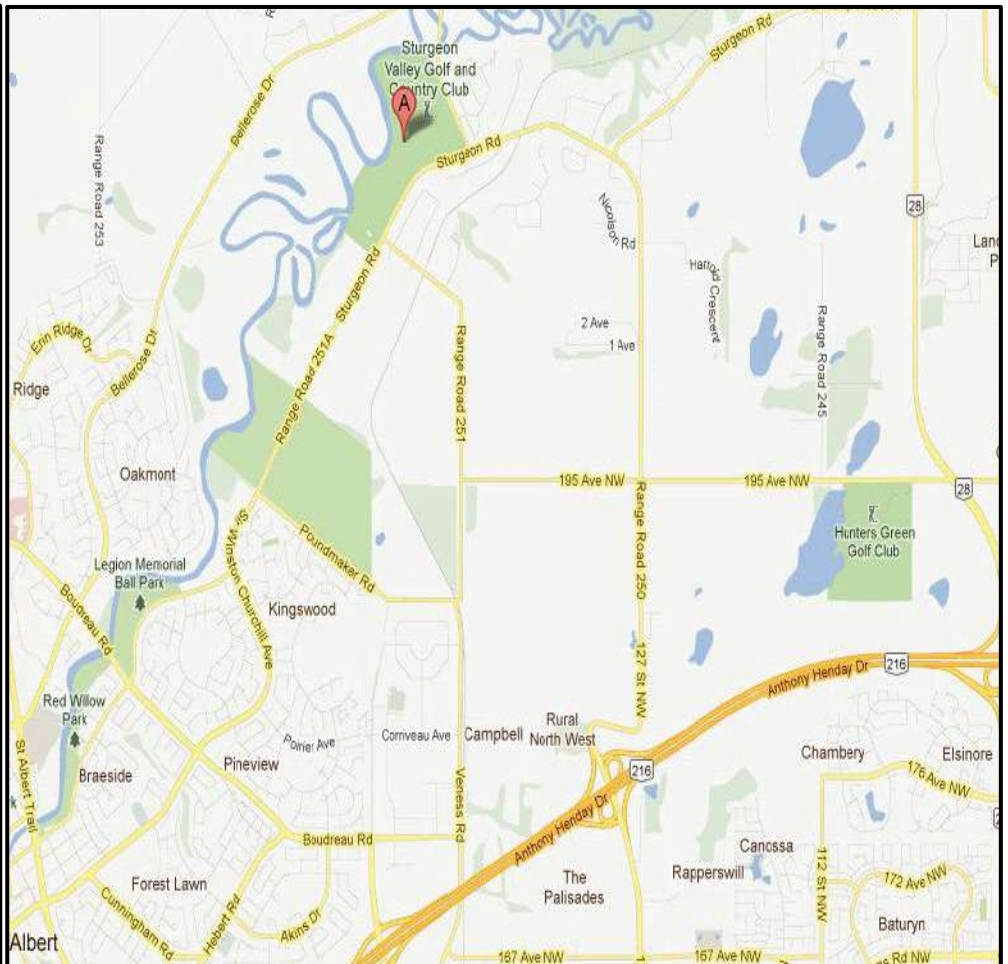 Sturgeon
Valley Golf and
Country Club
A
Sturgeon Rd
Sturgeon Rd
Bellerose Dr
Range Road 253
28
Nicolson Rd
Harrold Crescent
Range Road 245
2 Ave
1 Ave
Sturgeon Rd
Range Road 251A
Range Road 251
Erin Ridge Dr
Bellerose Dr
Ridge
Oakmont
195 Ave NW
195 Ave NW
28
Hunters Green
Golf Club
Range Road 250
Winston Churchill Ave
Poundmaker Rd
Legion Memorial
Ball Park
Boudreau Rd
Kingswood
127 St NW
Anthony Henday Dr
216
Red Willow
Park
Poirier Ave
Corriveau Ave
Campbell
Rural
North West
Chambery
Elsinore
St Albert Trail
Braeside
Pineview
216
176 Ave NW
Veness Rd
Boudreau Rd
Anthony Henday Dr
Canossa
Rapperswill
112 St NW
172 Ave NW
Forest Lawn
The
Palisades
Cunningham Rd
Hebert Rd
Akins Dr
Baturyn
Albert
167 Ave NW
167 Ave NW
Rd NW